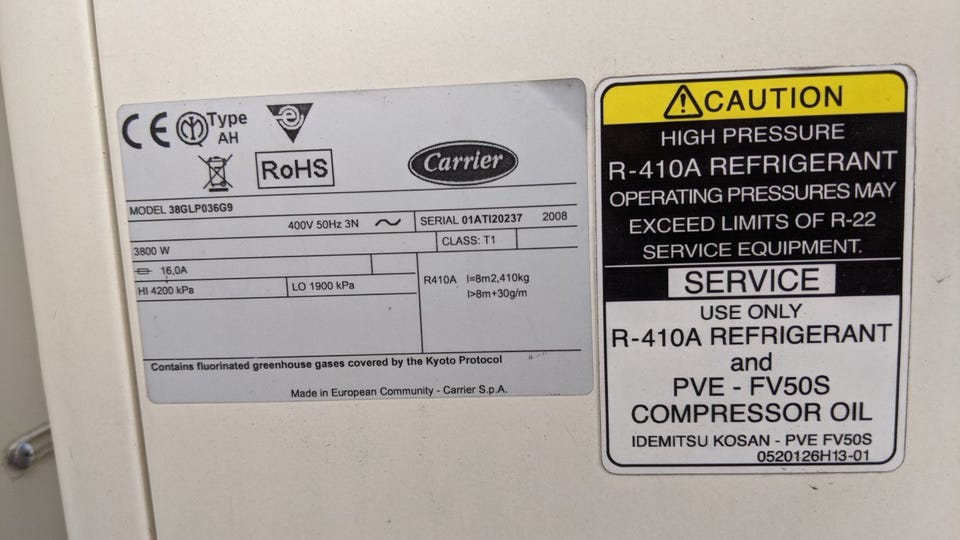 CE
Type
AH
RoHS
Carrier
MODEL 38GLP036G9
400V 50Hz 3N ~
SERIAL 01ATI20237 2008
3800 W
CLASS: T1
16,0A
HI 4200 kPa
LO 1900 kPa
R410A l=8m2,410kg
l>8m+30g/m
Contains fluorinated greenhouse gases covered by the Kyoto Protocol
Made in European Community - Carrier S.p.A.
CAUTION
HIGH PRESSURE
R-410A REFRIGERANT
OPERATING PRESSURES MAY
EXCEED LIMITS OF R-22
SERVICE EQUIPMENT.
SERVICE
USE ONLY
R-410A REFRIGERANT
and
PVE - FV50S
COMPRESSOR OIL
IDEMITSU KOSAN - PVE FV50S
0520126H13-01